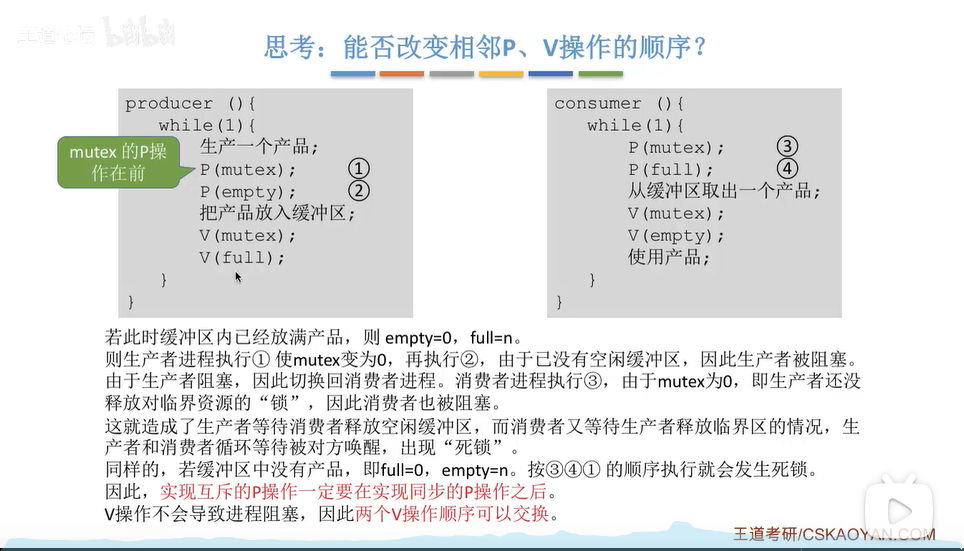 思考：能否改变相邻P、V操作的顺序？
producer (){
while(1){
生产一个产品;
P(mutex); ①
P(empty); ②
把产品放入缓冲区;
V(mutex);
V(full);
}
}
mutex 的P操
作在前
consumer (){
while(1){
P(mutex); ③
P(full); ④
从缓冲区取出一个产品;
V(mutex);
V(empty);
使用产品;
}
}
若此时缓冲区内已经放满产品，则 empty=0，full=n。
则生产者进程执行① 使mutex变为0，再执行②，由于已没有空闲缓冲区，因此生产者被阻塞。
由于生产者阻塞，因此切换回消费者进程。消费者进程执行③，由于mutex为0，即生产者还没
释放对临界资源的“锁”，因此消费者也被阻塞。
这就造成了生产者等待消费者释放空闲缓冲区，而消费者又等待生产者释放临界区的情况，生
产者和消费者循环等待被对方唤醒，出现“死锁”。
同样的，若缓冲区中没有产品，即full=0，empty=n。按③④① 的顺序执行就会发生死锁。
因此，实现互斥的P操作一定要在实现同步的P操作之后。
V操作不会导致进程阻塞，因此两个V操作顺序可以交换。
王道考研/CSKAOYAN.COM